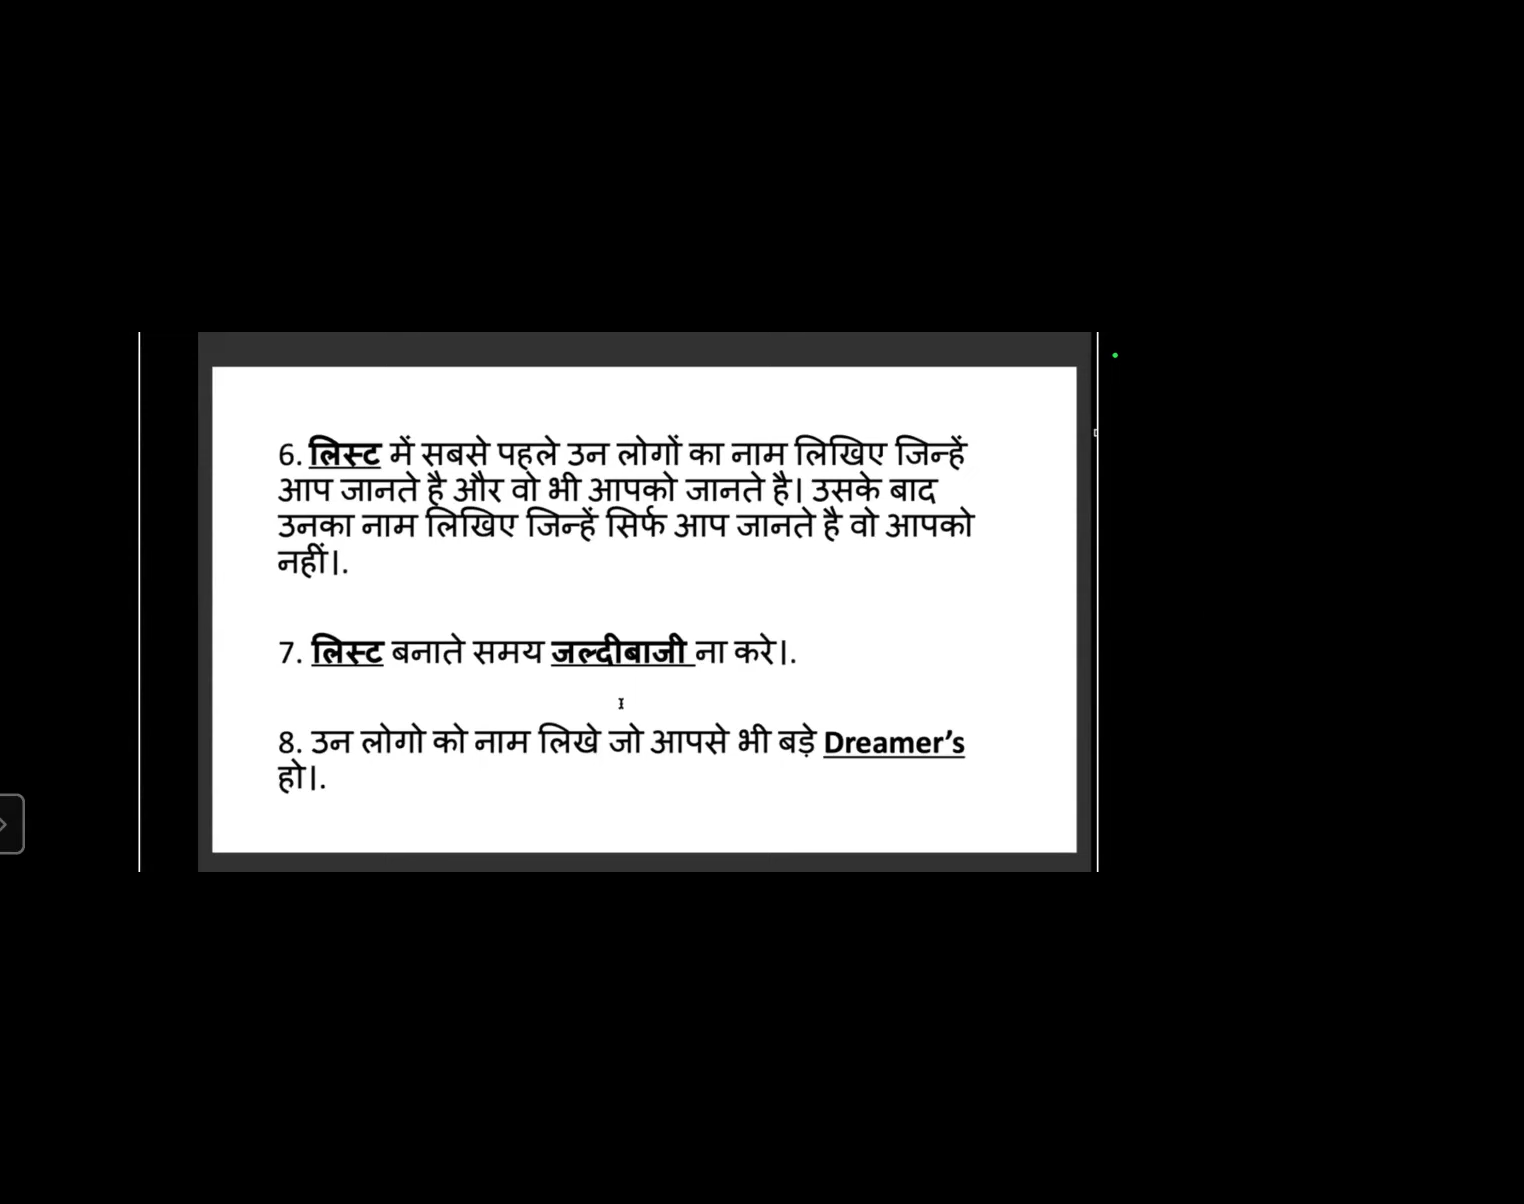 6. लिस्ट में सबसे पहले उन लोगों का नाम लिखिए जिन्हें
आप जानते है और वो भी आपको जानते है| उसके बाद
उनका नाम लिखिए जिन्हें सिर्फ आप जानते है वो आपको
नहीं|.
7. लिस्ट बनाते समय जल्दीबाजी ना करे|.
8. उन लोगो को नाम लिखे जो आपसे भी बड़े Dreamer’s
हो|.